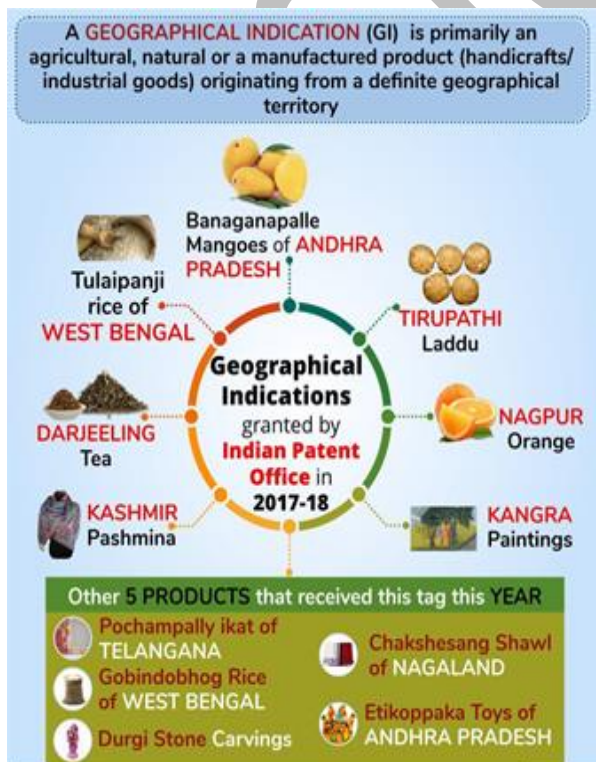 A GEOGRAPHICAL INDICATION (GI) is primarily an
agricultural, natural or a manufactured product (handicrafts/
industrial goods) originating from a definite geographical
territory
Banaganapalle
Mangoes of ANDHRA
PRADESH
Tulaipanji
rice of
WEST BENGAL
TIRUPATHI
Laddu
DARJEELING
Tea
NAGPUR
Orange
KASHMIR
Pashmina
KANGRA
Paintings
Geographical
Indications
granted by
Indian Patent
Office in
2017-18
Other 5 PRODUCTS that received this tag this YEAR
Pochampally ikat of
TELANGANA
Gobindobhog Rice
of WEST BENGAL
Durgi Stone Carvings
Chakshesang Shawl
of NAGALAND
Etikoppaka Toys of
ANDHRA PRADESH